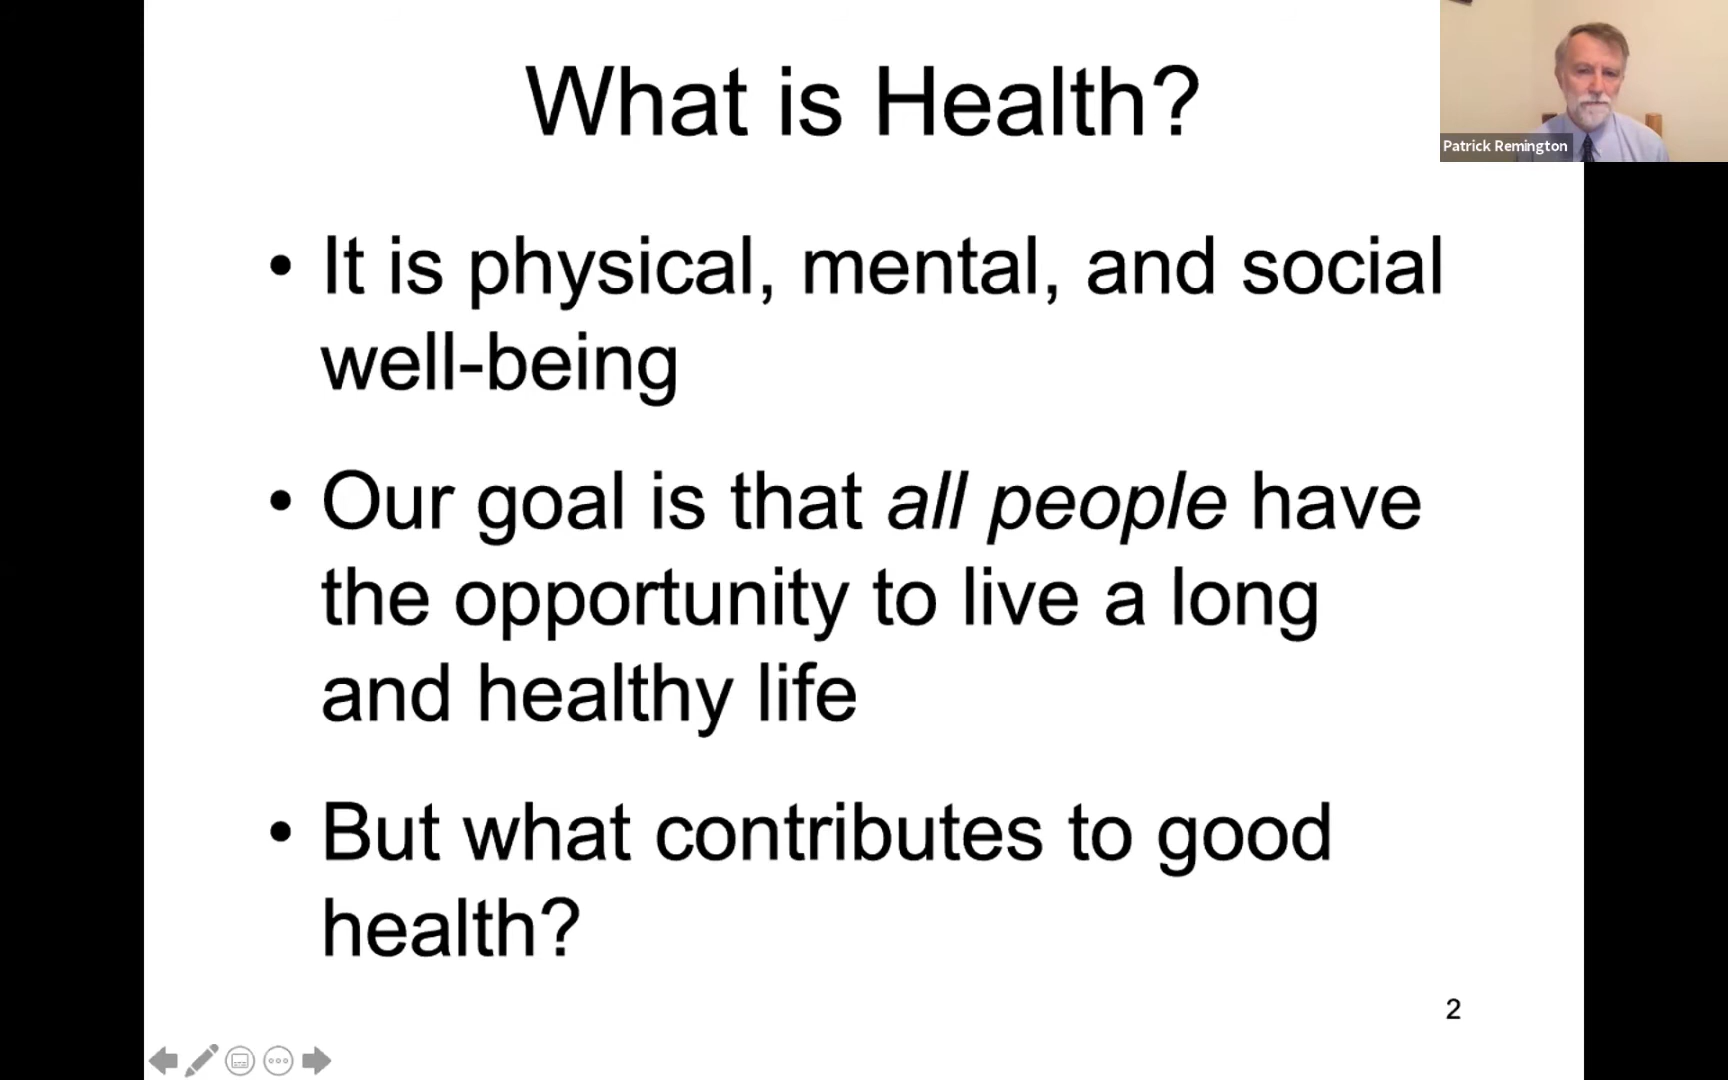 What is Health?
Patrick Remington
• It is physical, mental, and social
well-being
• Our goal is that all people have
the opportunity to live a long
and healthy life
• But what contributes to good
health?
2